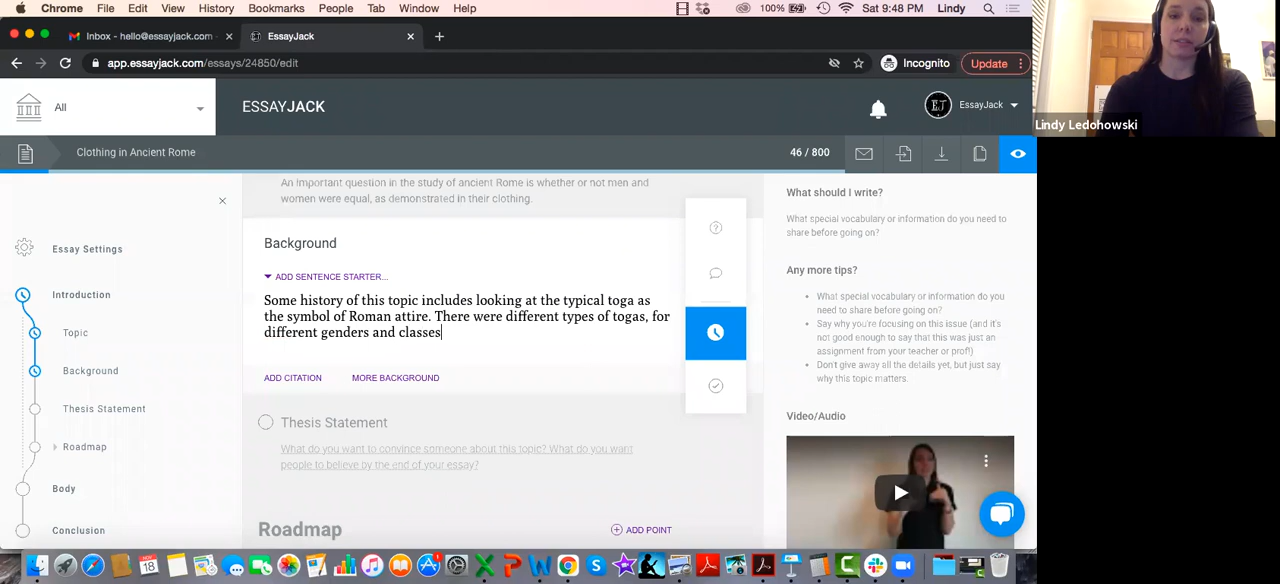 Chrome File Edit View History Bookmarks People Tab Window Help 100% Sat 9:48 PM Lindy
Inbox - hello@essayjack.com
EssayJack
app.essayjack.com/essays/24850/edit
Incognito
Update
All
ESSAYJACK
EJ
EssayJack
Clothing in Ancient Rome
46 / 800
Lindy Ledohowski
Essay Settings
Introduction
Topic
Background
Thesis Statement
Roadmap
Body
Conclusion
An important question in the study of ancient Rome is whether or not men and
women were equal, as demonstrated in their clothing.
Background
ADD SENTENCE STARTER...
Some history of this topic includes looking at the typical toga as
the symbol of Roman attire. There were different types of togas, for
different genders and classes
ADD CITATION MORE BACKGROUND
Thesis Statement
What do you want to convince someone about this topic? What do you want
people to believe by the end of your essay?
Roadmap
ADD POINT
What should I write?
What special vocabulary or information do you need to
share before going on?
Any more tips?
What special vocabulary or information do you
need to share before going on?
Say why you're focusing on this issue (and it's
not good enough to say that this was just an
assignment from your teacher or prof!)
Don't give away all the details yet, but just say
why this topic matters.
Video/Audio
NOV
18